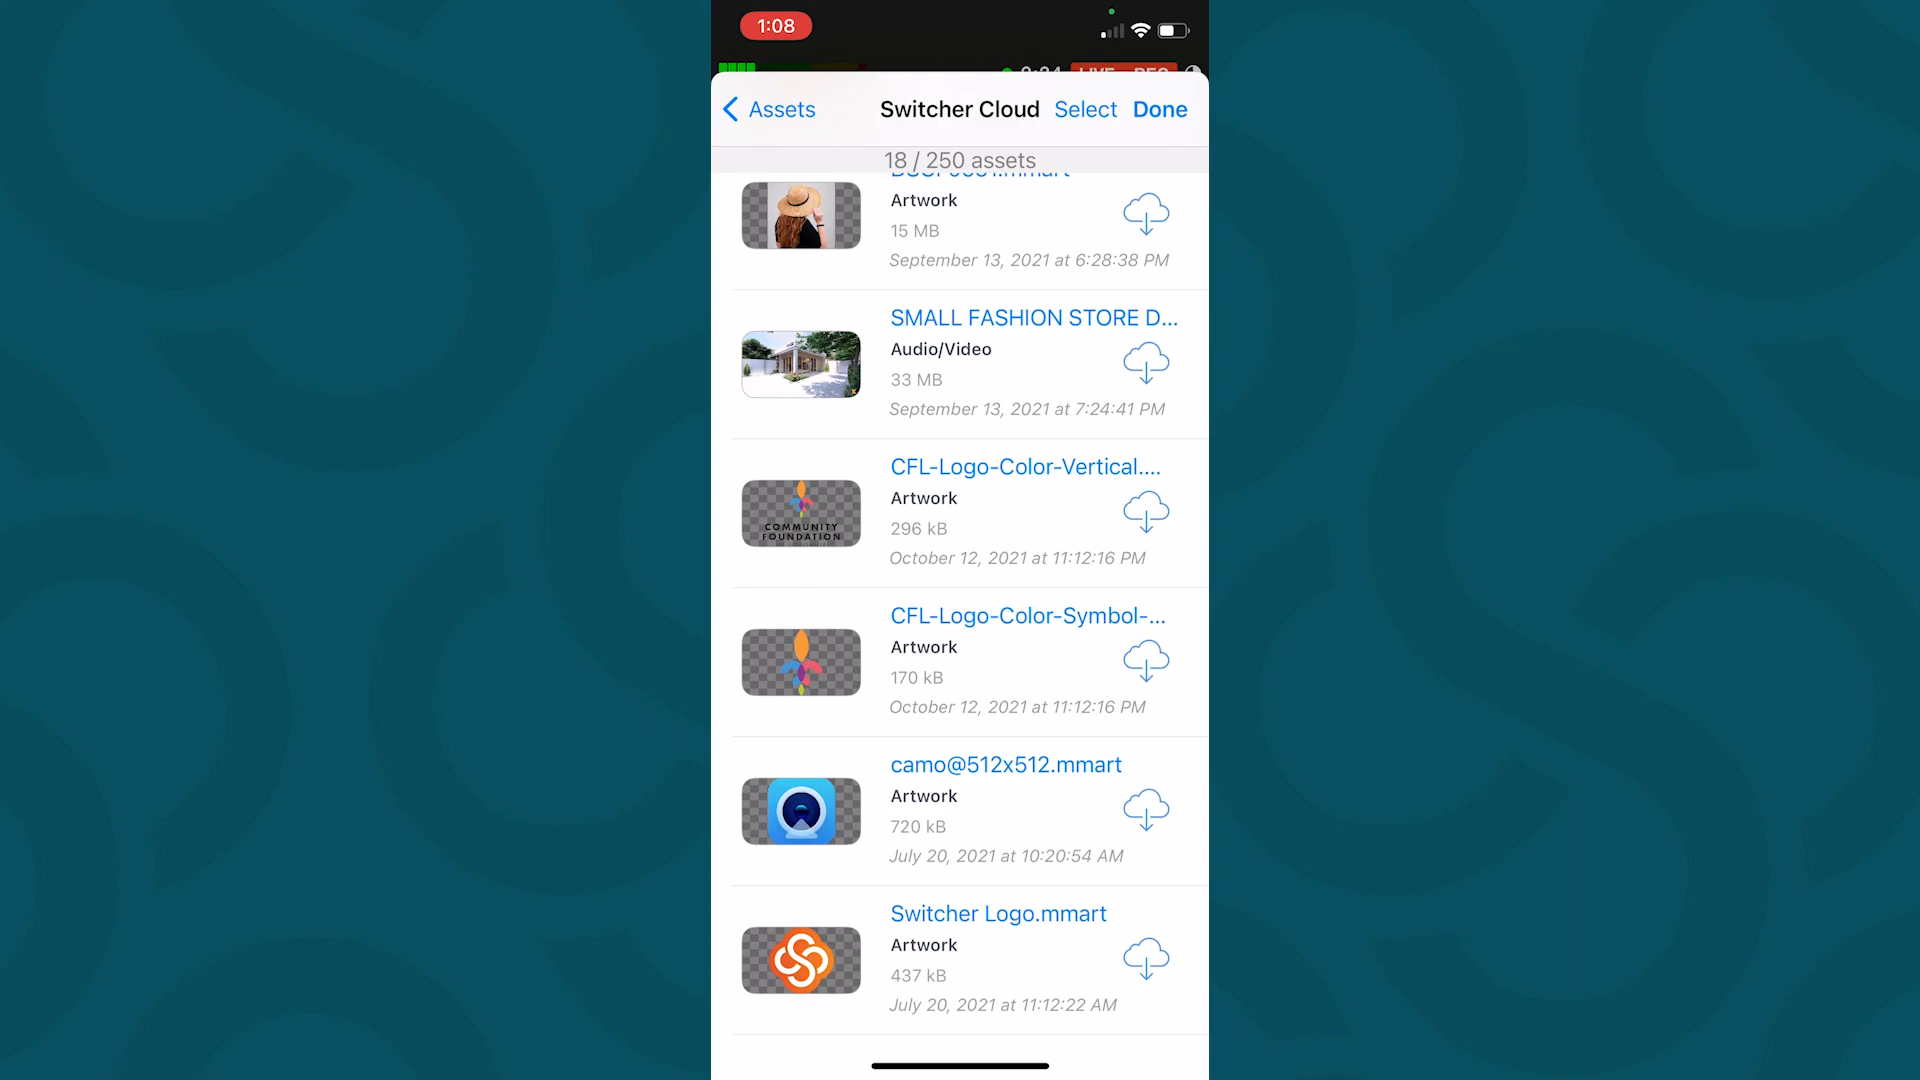 1:08
Assets
Switcher Cloud
Select
Done
18 / 250 assets
Artwork
15 MB
September 13, 2021 at 6:28:38 PM
SMALL FASHION STORE D...
Audio/Video
33 MB
September 13, 2021 at 7:24:41 PM
CFL-Logo-Color-Vertical....
Artwork
296 kB
October 12, 2021 at 11:12:16 PM
COMMUNITY
FOUNDATION
CFL-Logo-Color-Symbol-...
Artwork
170 kB
October 12, 2021 at 11:12:16 PM
camo@512x512.mmart
Artwork
720 kB
July 20, 2021 at 10:20:54 AM
Switcher Logo.mmart
Artwork
437 kB
July 20, 2021 at 11:12:22 AM